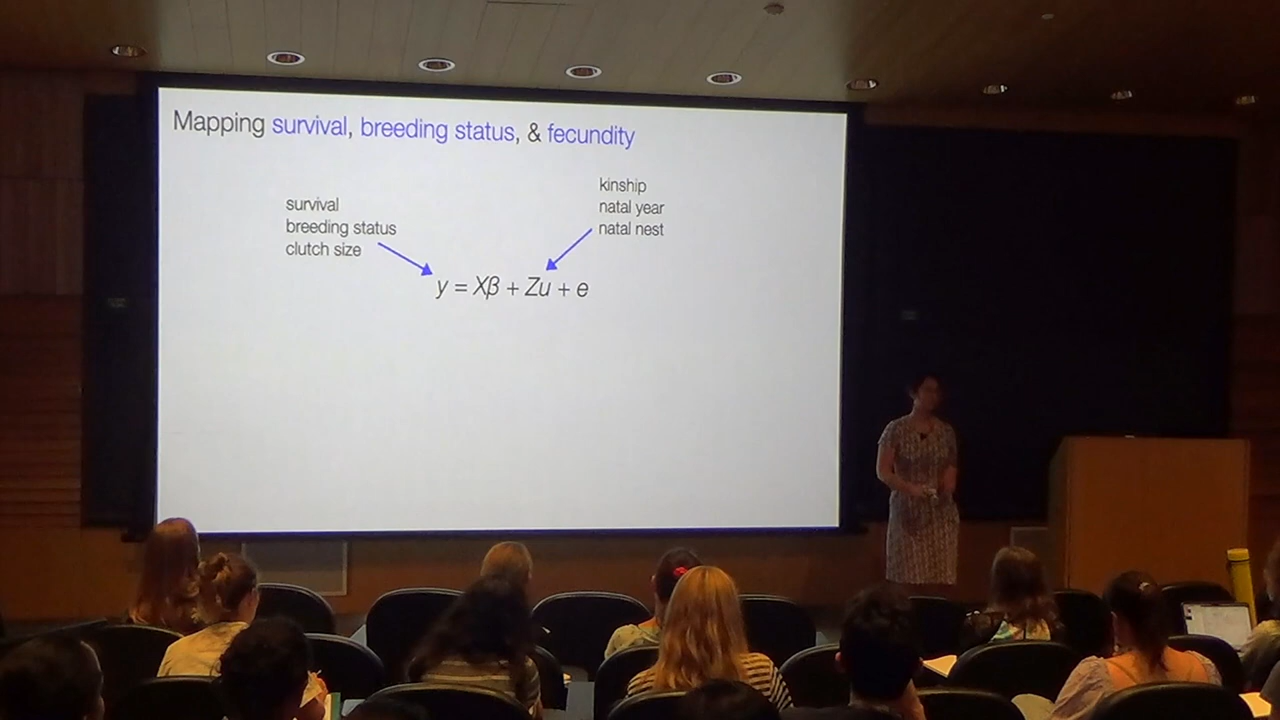 Mapping survival, breeding status, & fecundity
survival
breeding status
clutch size
kinship
natal year
natal nest
y = Xβ + Zu + e